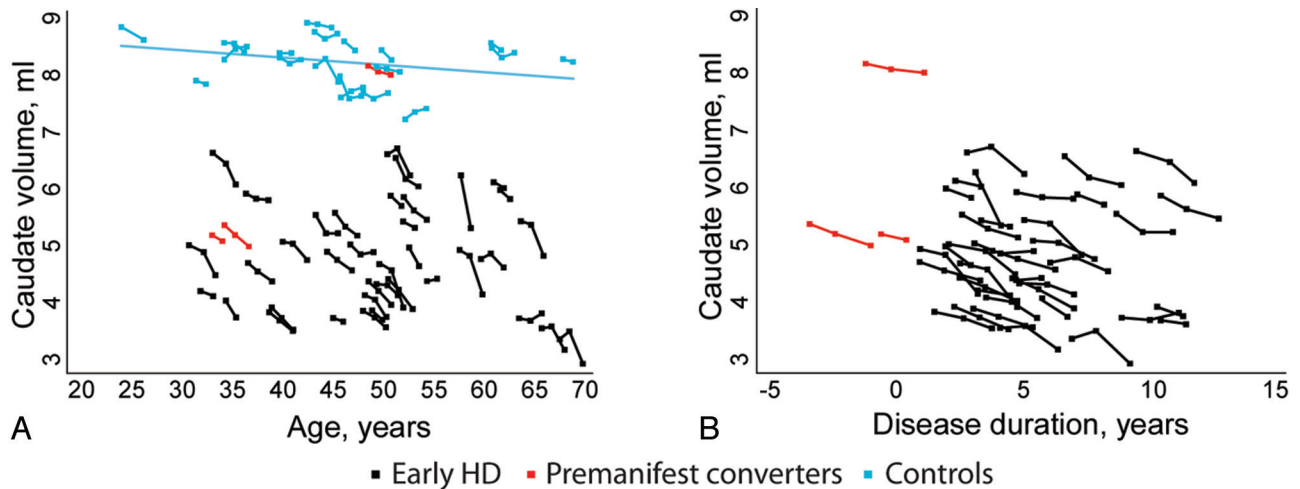 Caudate volume, ml
9
8
7
6
5
4
3
20 25 30 35 40 45 50 55 60 65 70
Age, years
A
Caudate volume, ml
9
8
7
6
5
4
3
-5 0 5 10 15
Disease duration, years
B
Early HD Premanifest converters Controls